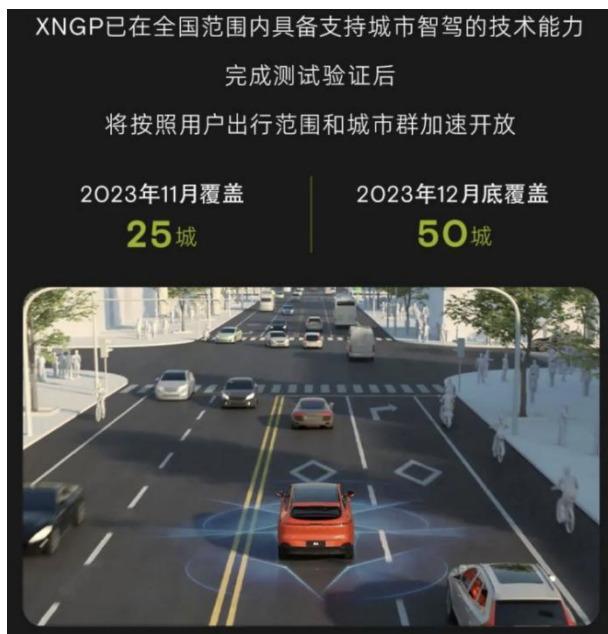 XNGP已在全国范围内具备支持城市智驾的技术能力
完成测试验证后
将按照用户出行范围和城市群加速开放
2023年11月覆盖
25城
2023年12月底覆盖
50城